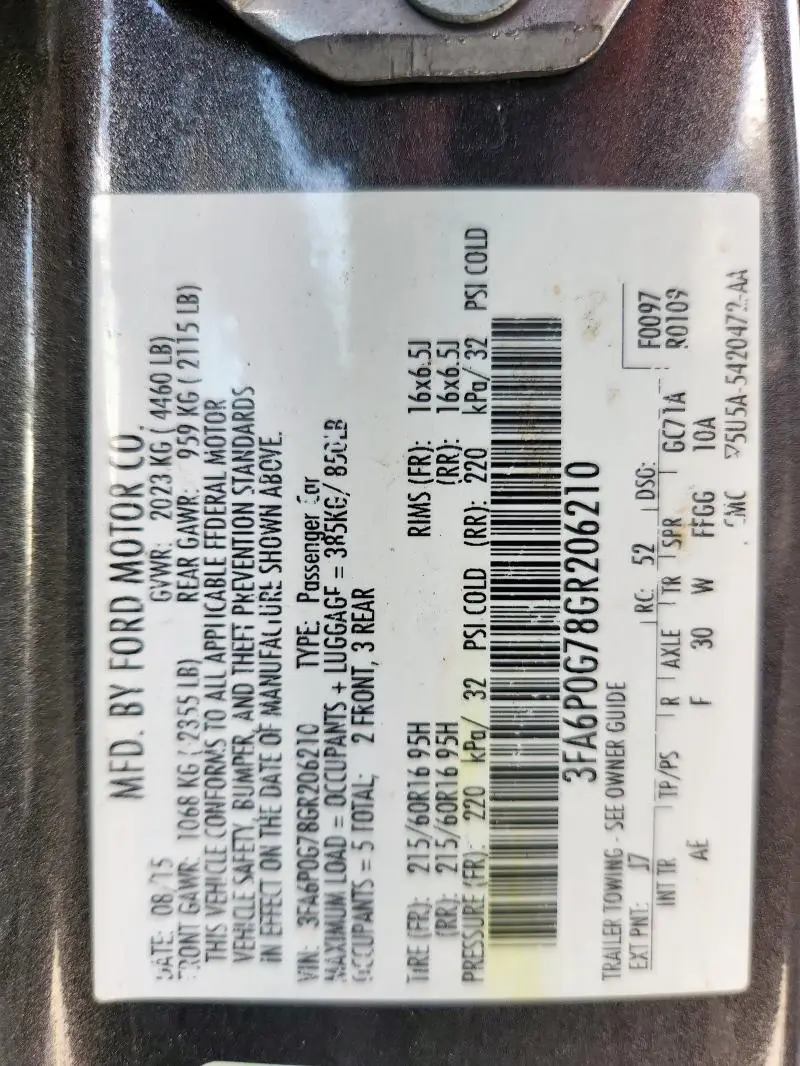 MFD. BY FORD MOTOR CO.
DATE: 08/15 GVWR: 2023 KG ( 4460 LB)
FRONT GAWR: 1068 KG ( 2355 LB) REAR GAWR: 959 KG ( 2115 LB)
THIS VEHICLE CONFORMS TO ALL APPLICABLE FEDERAL MOTOR
VEHICLE SAFETY, BUMPER, AND THEFT PREVENTION STANDARDS
IN EFFECT ON THE DATE OF MANUFACTURE SHOWN ABOVE.
VIN: 3FA6P0G78GR206210 TYPE: Passenger Car
MAXIMUM LOAD = OCCUPANTS + LUGGAGE = 385KG/ 850LB
OCCUPANTS = 5 TOTAL; 2 FRONT, 3 REAR
TIRE (FR): 215/60R16 95H RIMS (FR): 16x6.5J
(RR): 215/60R16 95H (RR): 16x6.5J
PRESSURE (FR): 220 kPa/ 32 PSI COLD (RR): 220 kPa/ 32 PSI COLD
3FA6P0G78GR206210
TRAILER TOWING - SEE OWNER GUIDE F0097
EXT PNT: J7 RC: 52 DSO: R0109
INT TR TP/PS R AXLE TR SPR GC71A
AE F 30 W FFGG 10A
5U5A-5420472-AA